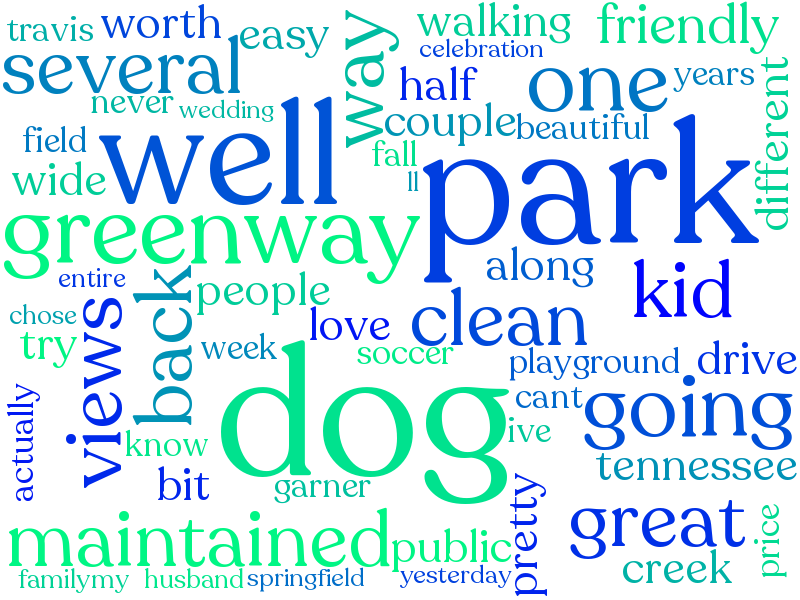 travis
worth
easy
way
walking
friendly
several
celebration
half
one
years
never
wedding
couple
beautiful
different
field
well
fall
park
wide
ll
greenway
along
kid
entire
back
people
views
chose
love
clean
try
week
soccer
playground
drive
dog
cant
going
actually
know
ive
bit
garner
tennessee
pretty
great
maintained
public
creek
price
familymy
husband
springfield
yesterday